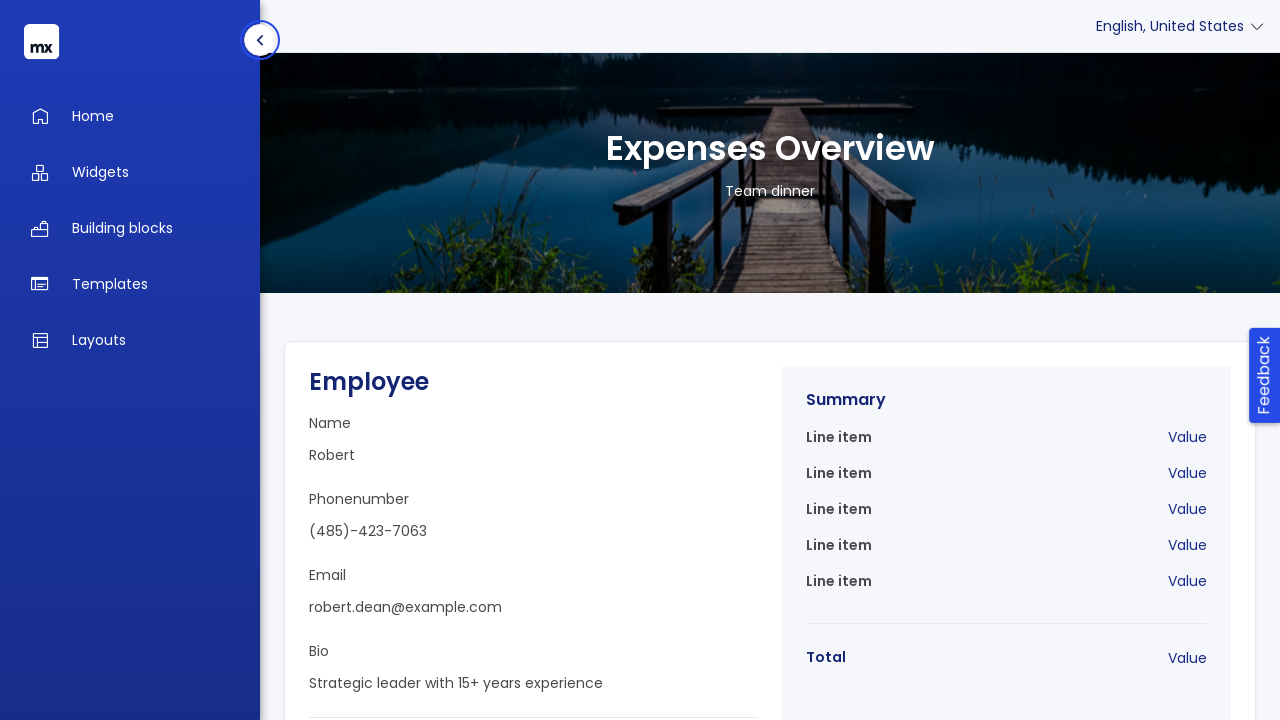 mx
Home
Widgets
Building blocks
Templates
Layouts
English, United States
Expenses Overview
Team dinner
Employee
Name
Robert
Phonenumber
(485)-423-7063
Email
robert.dean@example.com
Bio
Strategic leader with 15+ years experience
Summary
Line item Value
Line item Value
Line item Value
Line item Value
Line item Value
Total Value
Feedback